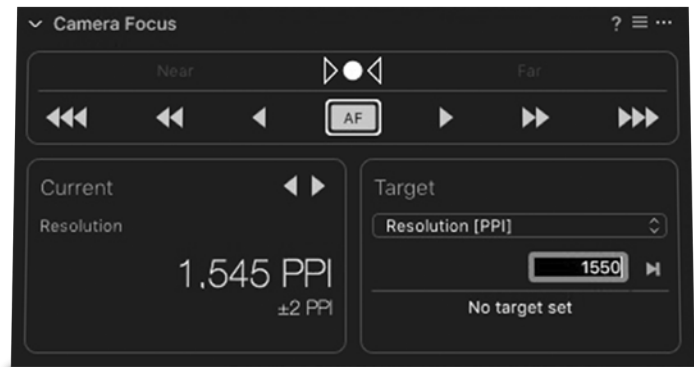 Camera Focus ?
Near Far
AF
Current
Resolution
1,545 PPI
±2 PPI
Target
Resolution [PPI]
1550
No target set